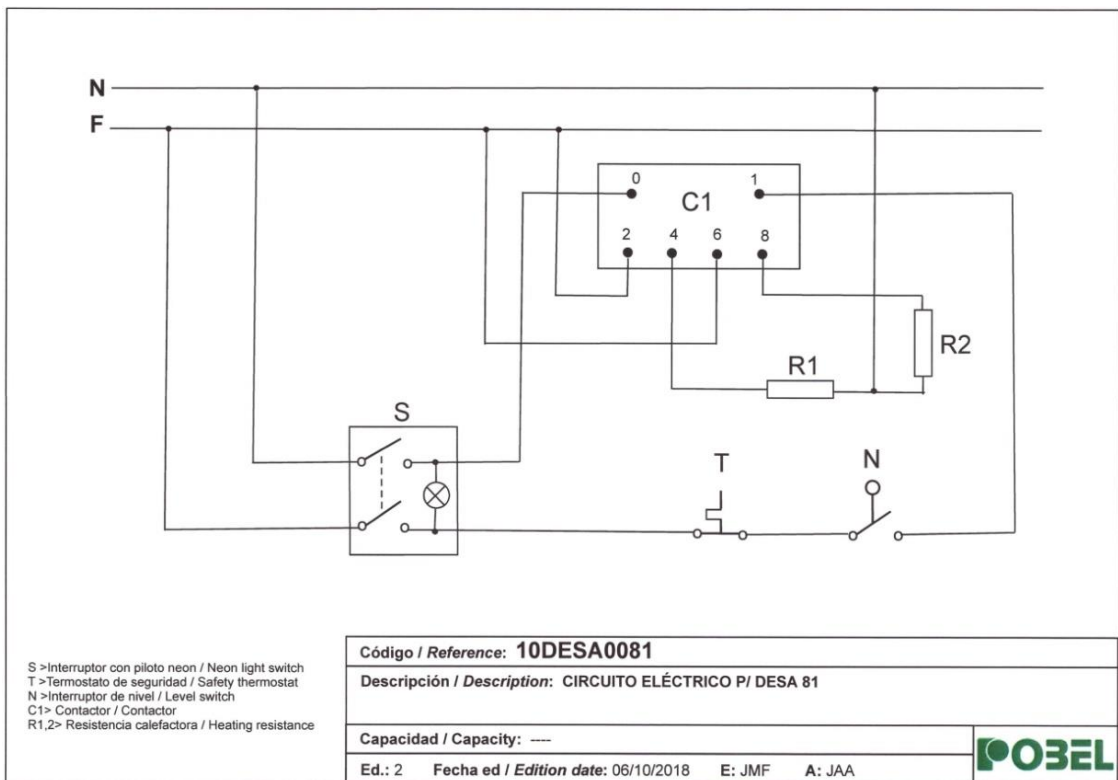 N
F
0
1
C1
2
4
6
8
R2
R1
S
T
N
S >Interruptor con piloto neon / Neon light switch
T >Termostato de seguridad / Safety thermostat
N >Interruptor de nivel / Level switch
C1> Contactor / Contactor
R1,2> Resistencia calefactora / Heating resistance
Código / Reference: 10DESA0081
Descripción / Description: CIRCUITO ELÉCTRICO P/ DESA 81
Capacidad / Capacity: ----
Ed.: 2 Fecha ed / Edition date: 06/10/2018 E: JMF A: JAA
POBEL